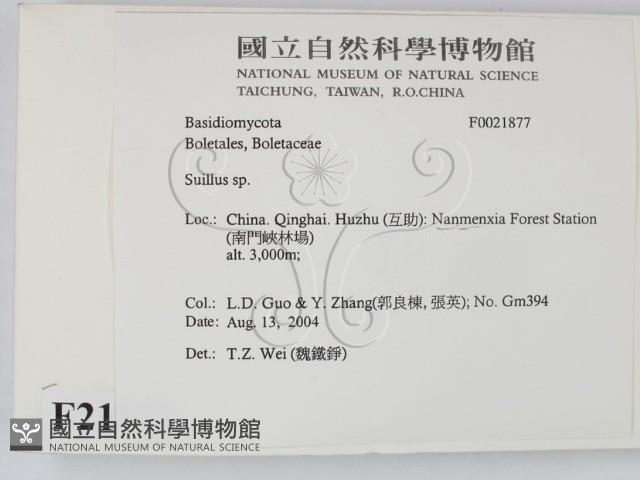 國立自然科學博物館
NATIONAL MUSEUM OF NATURAL SCIENCE
TAICHUNG, TAIWAN, R.O.CHINA
Basidiomycota F0021877
Boletales, Boletaceae
Suillus sp.
Loc.: China. Qinghai. Huzhu (互助): Nanmenxia Forest Station
(南門峽林場)
alt. 3,000m;
Col.: L.D. Guo & Y. Zhang(郭良棟, 張英); No. Gm394
Date: Aug. 13, 2004
Det.: T.Z. Wei (魏鐵錚)
F21
國立自然科學博物館
NATIONAL MUSEUM OF NATURAL SCIENCE